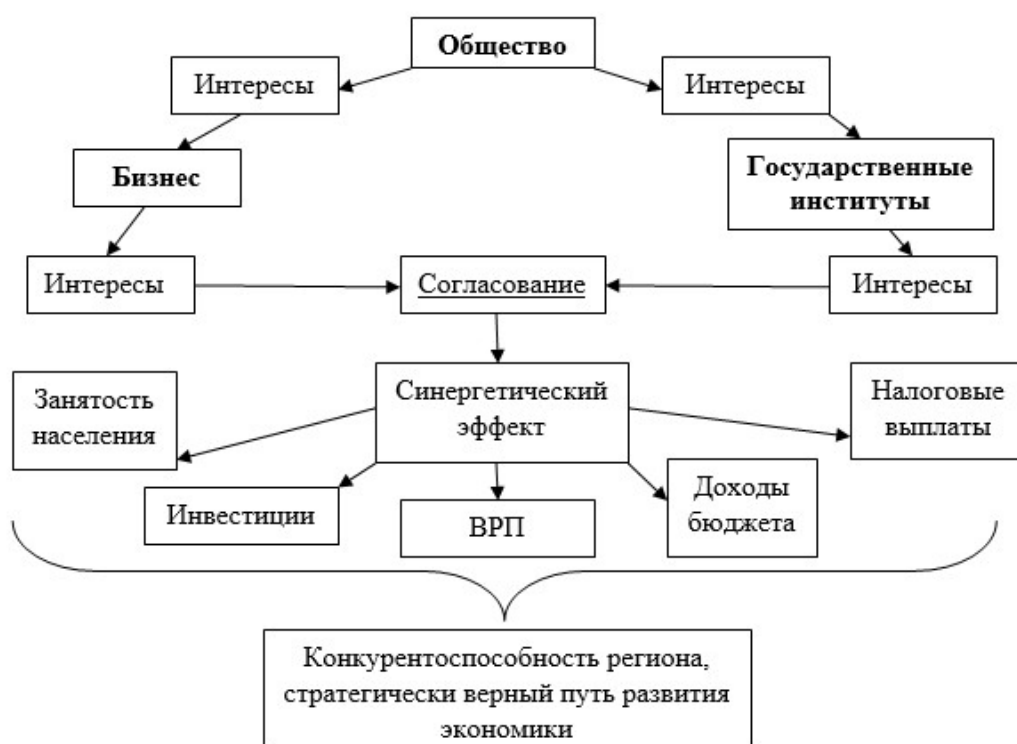 Общество
Интересы
Интересы
Бизнес
Государственные
институты
Интересы
Согласование
Интересы
Занятость
населения
Синергетический
эффект
Налоговые
выплаты
Инвестиции
ВРП
Доходы
бюджета
Конкурентоспособность региона,
стратегически верный путь развития
экономики